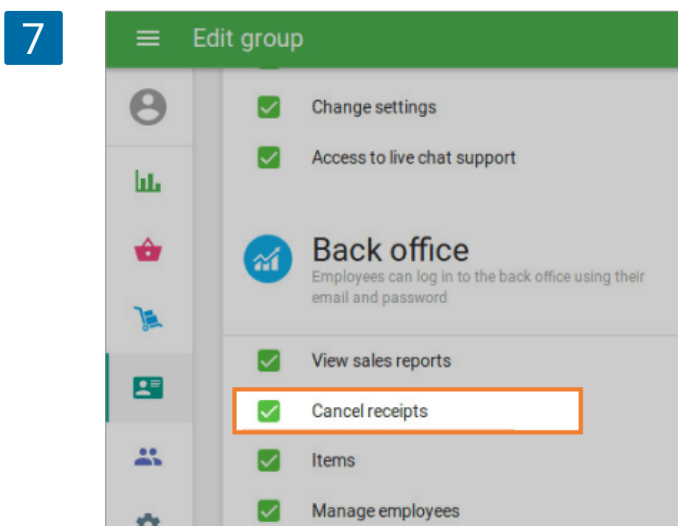 7
Edit group
Change settings
Access to live chat support
Back office
Employees can log in to the back office using their
email and password
View sales reports
Cancel receipts
Items
Manage employees